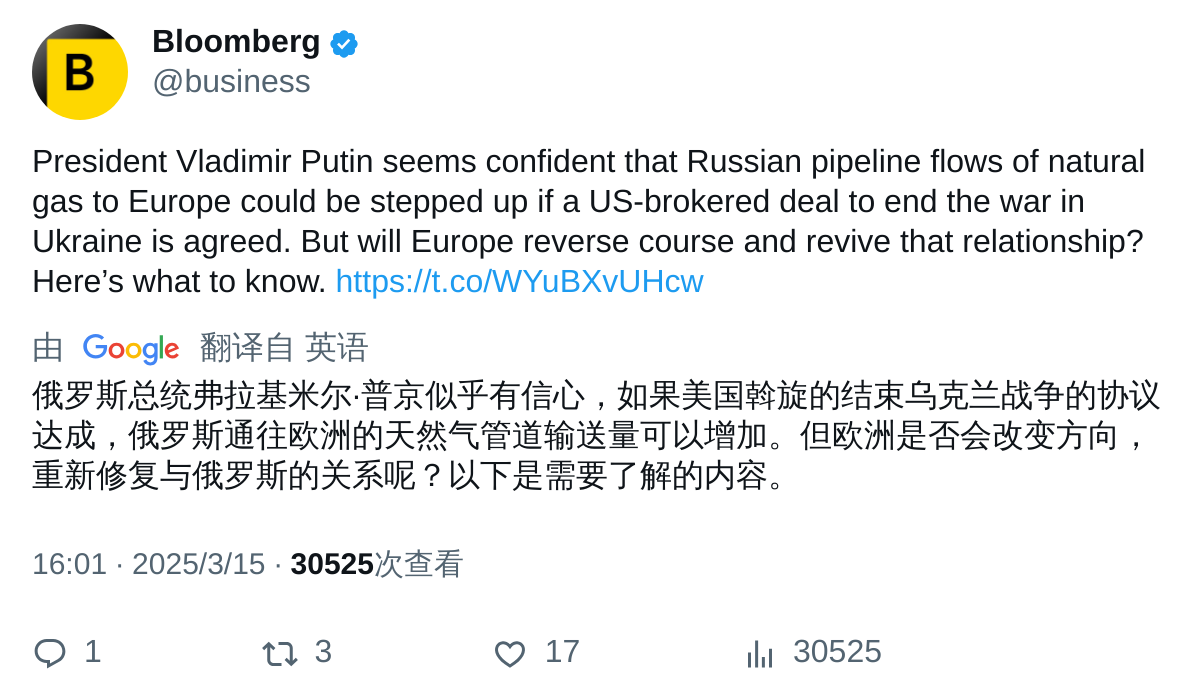 B
Bloomberg
@business
President Vladimir Putin seems confident that Russian pipeline flows of natural
gas to Europe could be stepped up if a US-brokered deal to end the war in
Ukraine is agreed. But will Europe reverse course and revive that relationship?
Here’s what to know. https://t.co/WYuBXvUHcw
由 Google 翻译自 英语
俄罗斯总统弗拉基米尔·普京似乎有信心，如果美国斡旋的结束乌克兰战争的协议
达成，俄罗斯通往欧洲的天然气管道输送量可以增加。但欧洲是否会改变方向，
重新修复与俄罗斯的关系呢？以下是需要了解的内容。
16:01 · 2025/3/15 · 30525次查看
1 3 17 30525